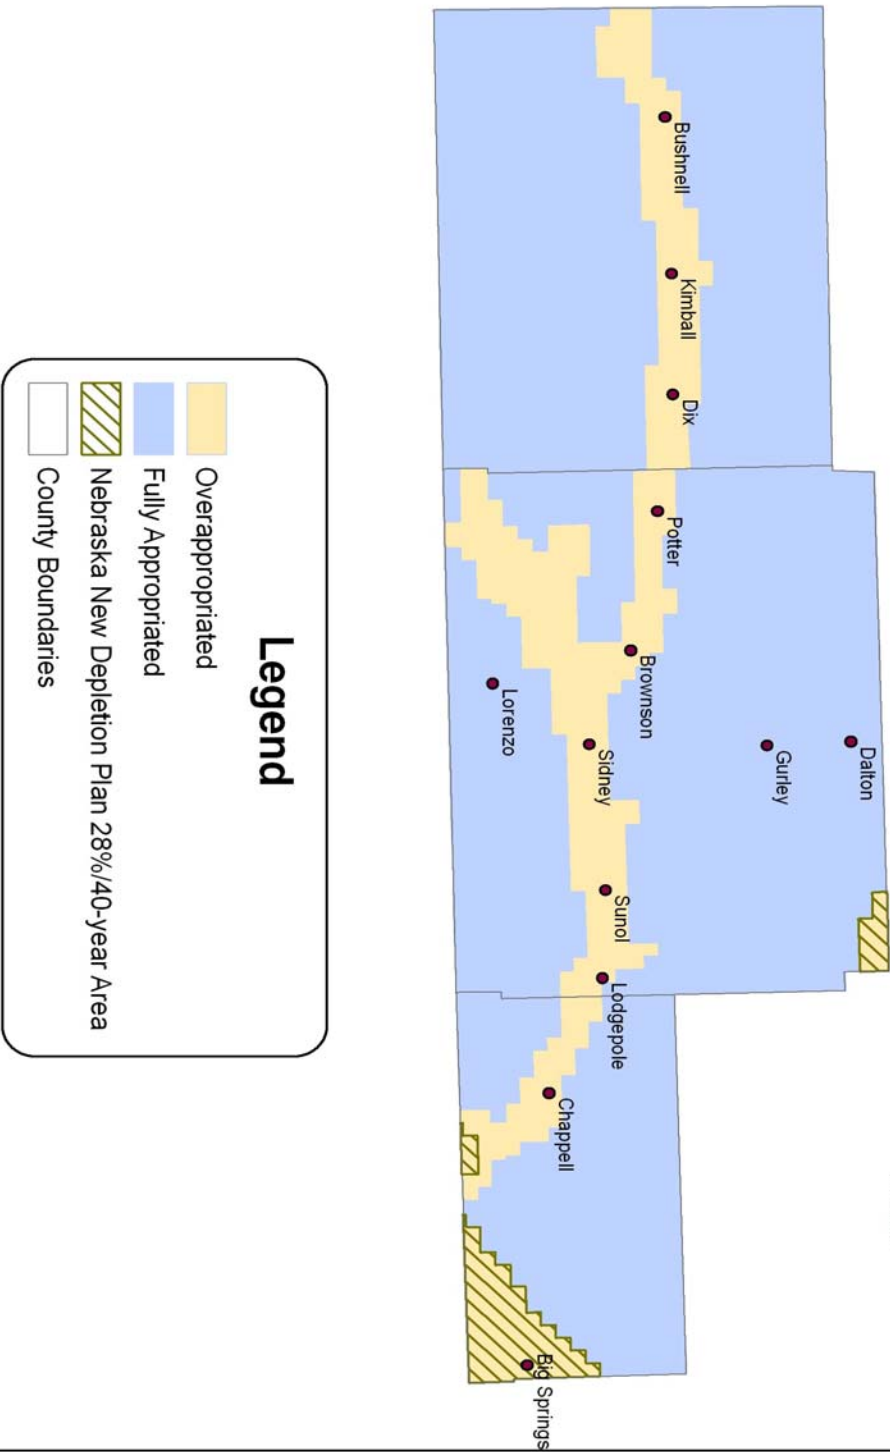 Dalton
Gurley
Bushnell
Kimball
Dix
Potter
Brownson
Lorenzo
Sidney
Sunol
Lodgepole
Chappell
Big Springs
Legend
Overappropriated
Fully Appropriated
Nebraska New Depletion Plan 28%/40-year Area
County Boundaries